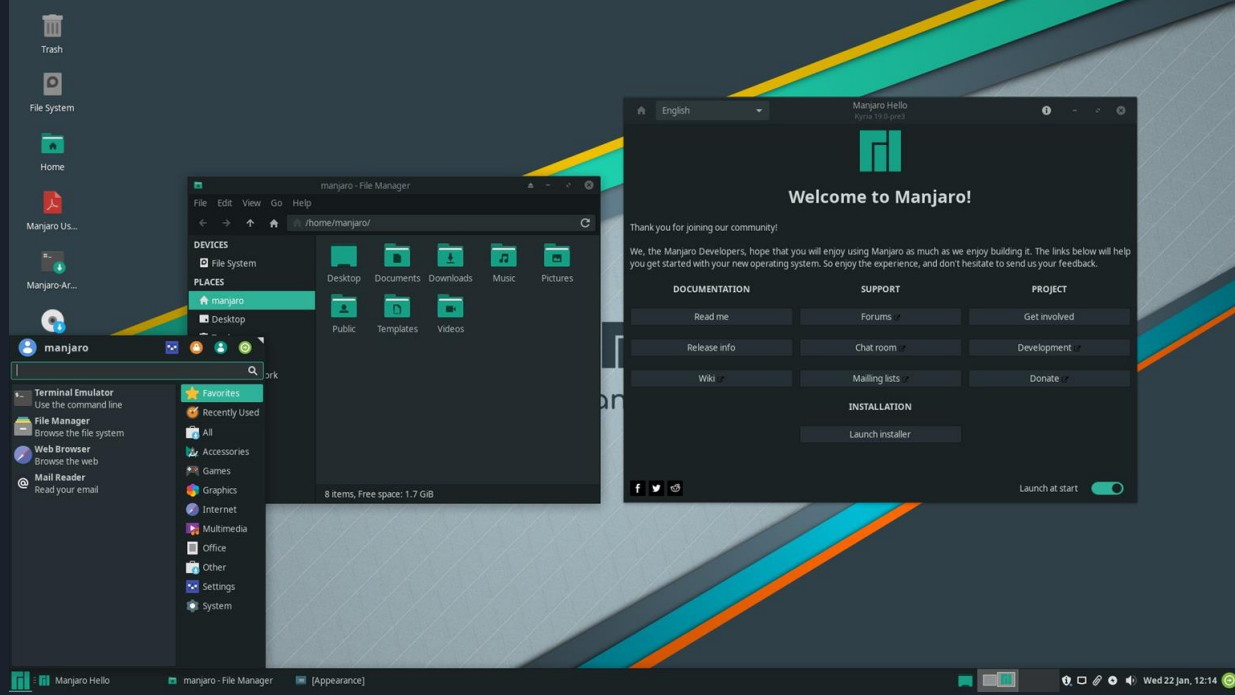 Trash
File System
Home
Manjaro Us...
Manjaro-Ar...
manjaro - File Manager
File Edit View Go Help
/home/manjaro/
DEVICES
File System
PLACES
manjaro
Desktop
Desktop Documents Downloads Music Pictures
Public Templates Videos
8 items, Free space: 1.7 GiB
manjaro
Terminal Emulator
Use the command line
File Manager
Browse the file system
Web Browser
Browse the web
Mail Reader
Read your email
Favorites
Recently Used
All
Accessories
Games
Graphics
Internet
Multimedia
Office
Other
Settings
System
English
Manjaro Hello
Kyria 19.0-pre3
Welcome to Manjaro!
Thank you for joining our community!
We, the Manjaro Developers, hope that you will enjoy using Manjaro as much as we enjoy building it. The links below will help
you get started with your new operating system. So enjoy the experience, and don't hesitate to send us your feedback.
DOCUMENTATION SUPPORT PROJECT
Read me Forums Get involved
Release info Chat room Development
Wiki Mailling lists Donate
INSTALLATION
Launch installer
Launch at start
Manjaro Hello
manjaro - File Manager
[Appearance]
Wed 22 Jan, 12:14